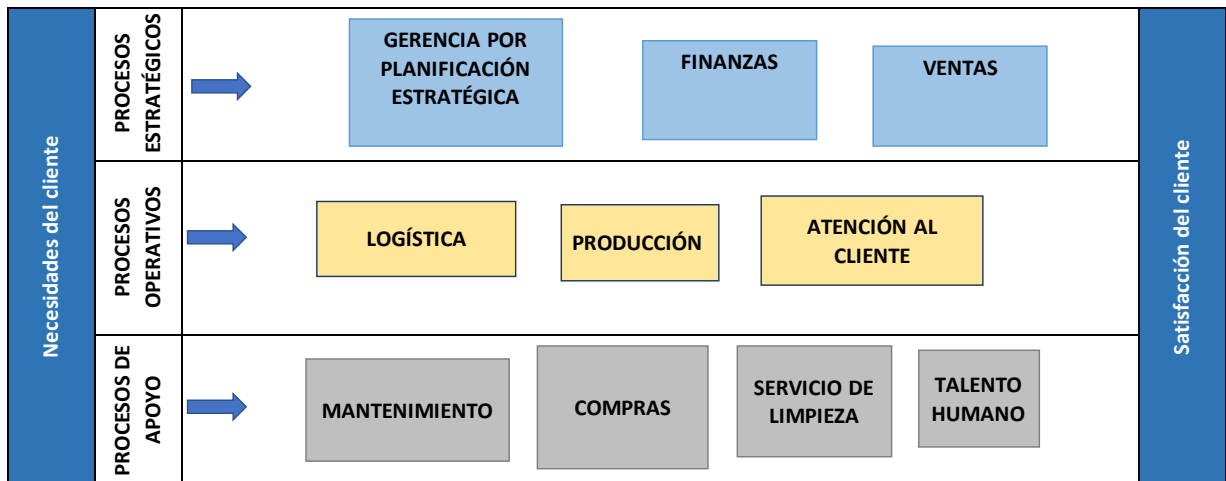 Necesidades del cliente
PROCESOS
ESTRATÉGICOS
GERENCIA POR
PLANIFICACIÓN
ESTRATÉGICA
FINANZAS
VENTAS
PROCESOS
OPERATIVOS
LOGÍSTICA
PRODUCCIÓN
ATENCIÓN AL
CLIENTE
PROCESOS DE
APOYO
MANTENIMIENTO
COMPRAS
SERVICIO DE
LIMPIEZA
TALENTO
HUMANO
Satisfacción del cliente